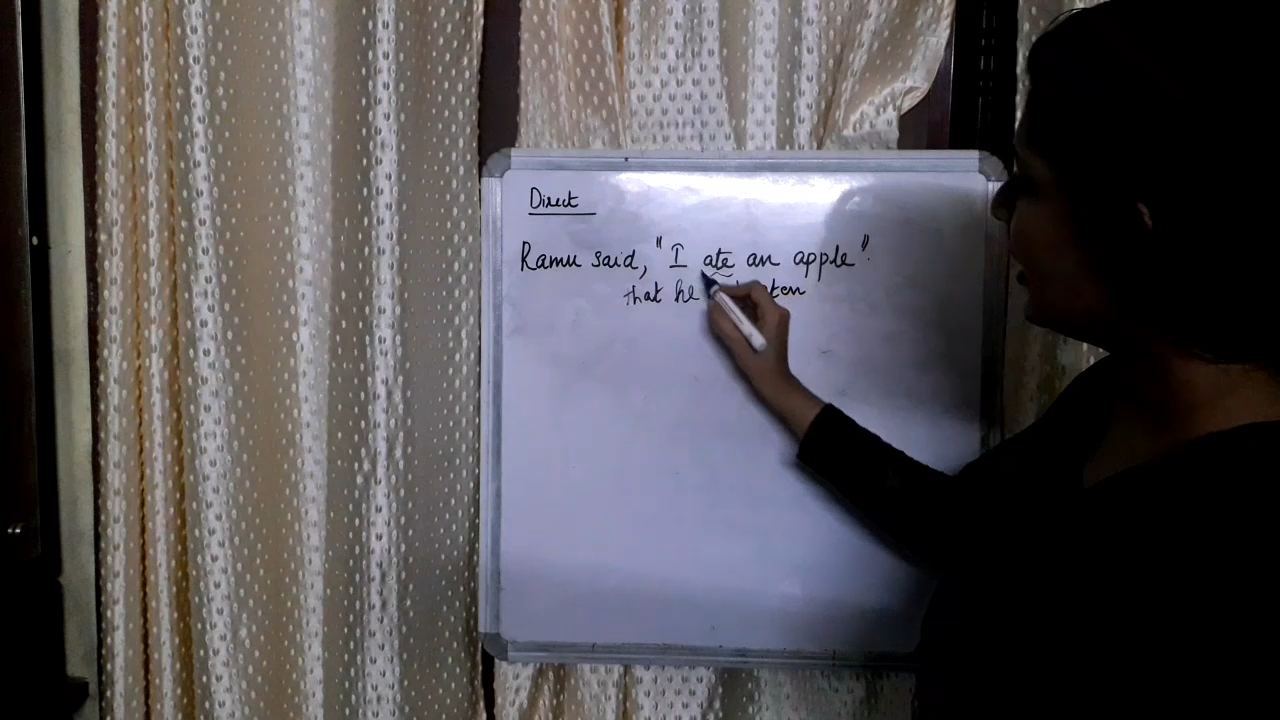 Direct
Ramu said, "I ate an apple".
that he